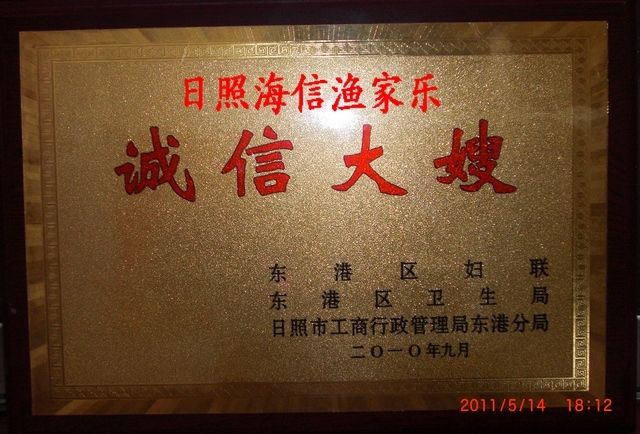 日照海信渔家乐
诚信大嫂
东港区妇联
东港区卫生局
日照市工商行政管理局东港分局
二〇一〇年九月
2011/5/14 18:12